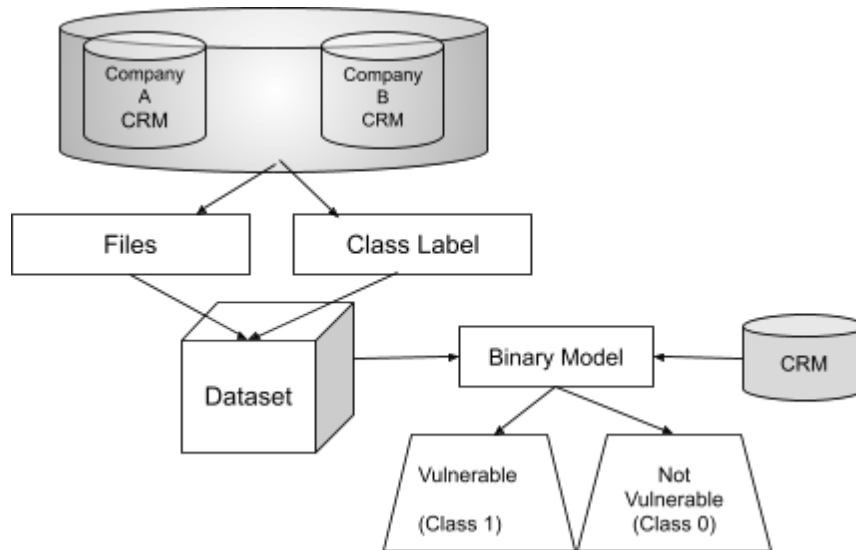 Company
A
CRM
Company
B
CRM
Files
Class Label
Dataset
Binary Model
CRM
Vulnerable
(Class 1)
Not
Vulnerable
(Class 0)